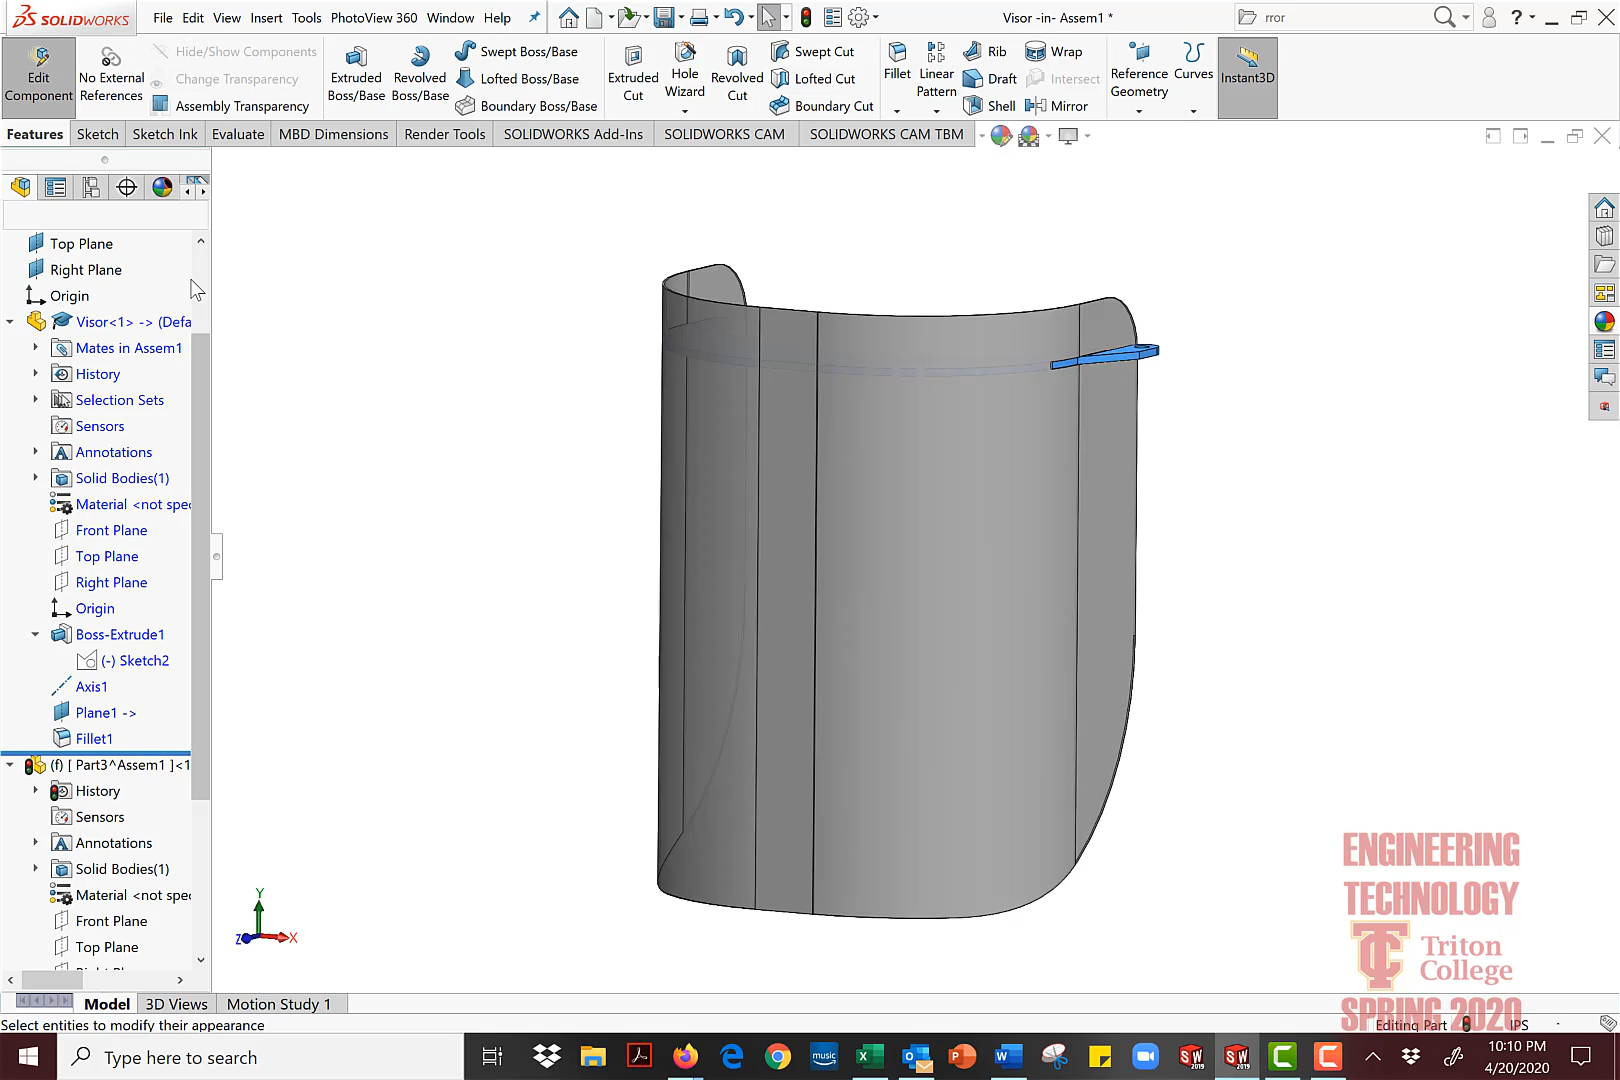 SOLIDWORKS File Edit View Insert Tools PhotoView 360 Window Help Visor -in- Assem1 * rror ?
Edit Component
No External References
Hide/Show Components
Change Transparency
Assembly Transparency
Extruded Boss/Base
Revolved Boss/Base
Swept Boss/Base
Lofted Boss/Base
Boundary Boss/Base
Extruded Cut
Hole Wizard
Revolved Cut
Swept Cut
Lofted Cut
Boundary Cut
Fillet
Linear Pattern
Rib
Draft
Shell
Wrap
Intersect
Mirror
Reference Geometry
Curves
Instant3D
Features Sketch Sketch Ink Evaluate MBD Dimensions Render Tools SOLIDWORKS Add-Ins SOLIDWORKS CAM SOLIDWORKS CAM TBM
Top Plane
Right Plane
Origin
Visor<1> -> (Defa
Mates in Assem1
History
Selection Sets
Sensors
Annotations
Solid Bodies(1)
Material <not spe
Front Plane
Top Plane
Right Plane
Origin
Boss-Extrude1
(-) Sketch2
Axis1
Plane1 ->
Fillet1
(f) [ Part3^Assem1 ]<1
History
Sensors
Annotations
Solid Bodies(1)
Material <not spe
Front Plane
Top Plane
Y
Z X
ENGINEERING
TECHNOLOGY
TC Triton College
SPRING 2020
Model 3D Views Motion Study 1
Select entities to modify their appearance
Editing Part IPS
Type here to search
music
SW 2019
SW 2019
10:10 PM
4/20/2020